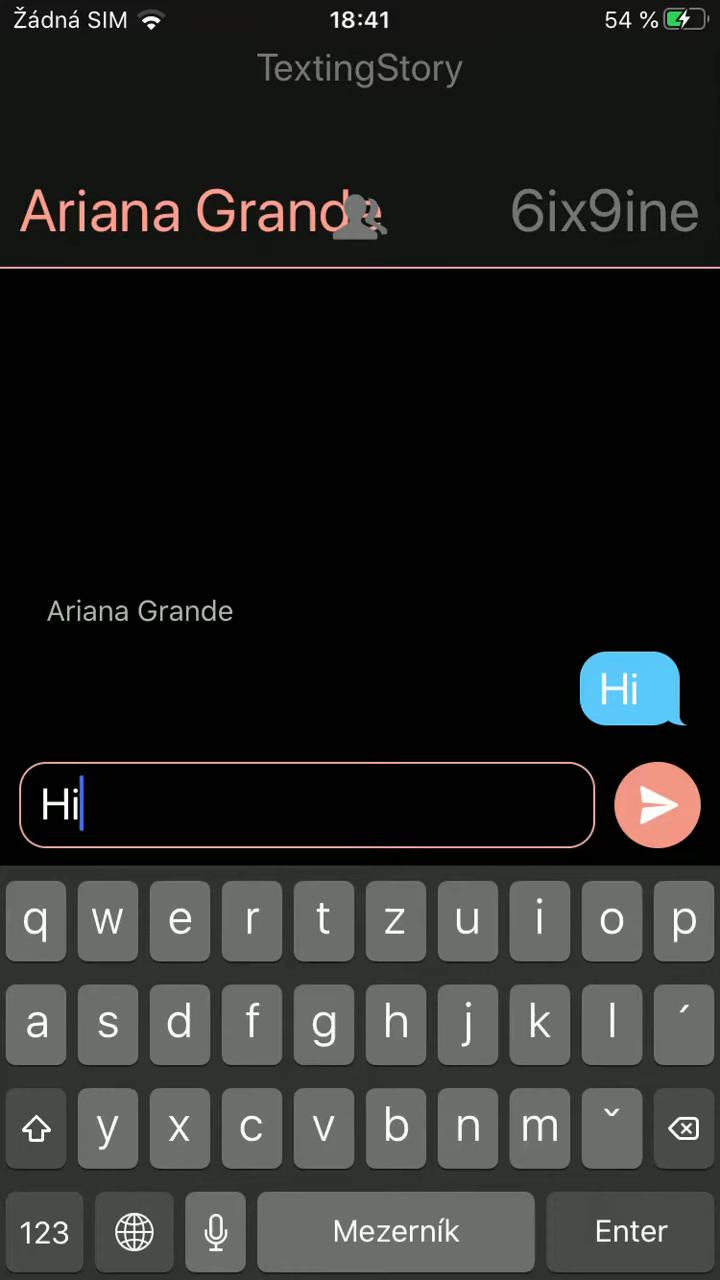 Žádná SIM 18:41 54 %
TextingStory
Ariana Grande 6ix9ine
Ariana Grande
Hi
Hi
q w e r t z u i o p
a s d f g h j k l ´
y x c v b n m ˇ
123 Mezerník Enter